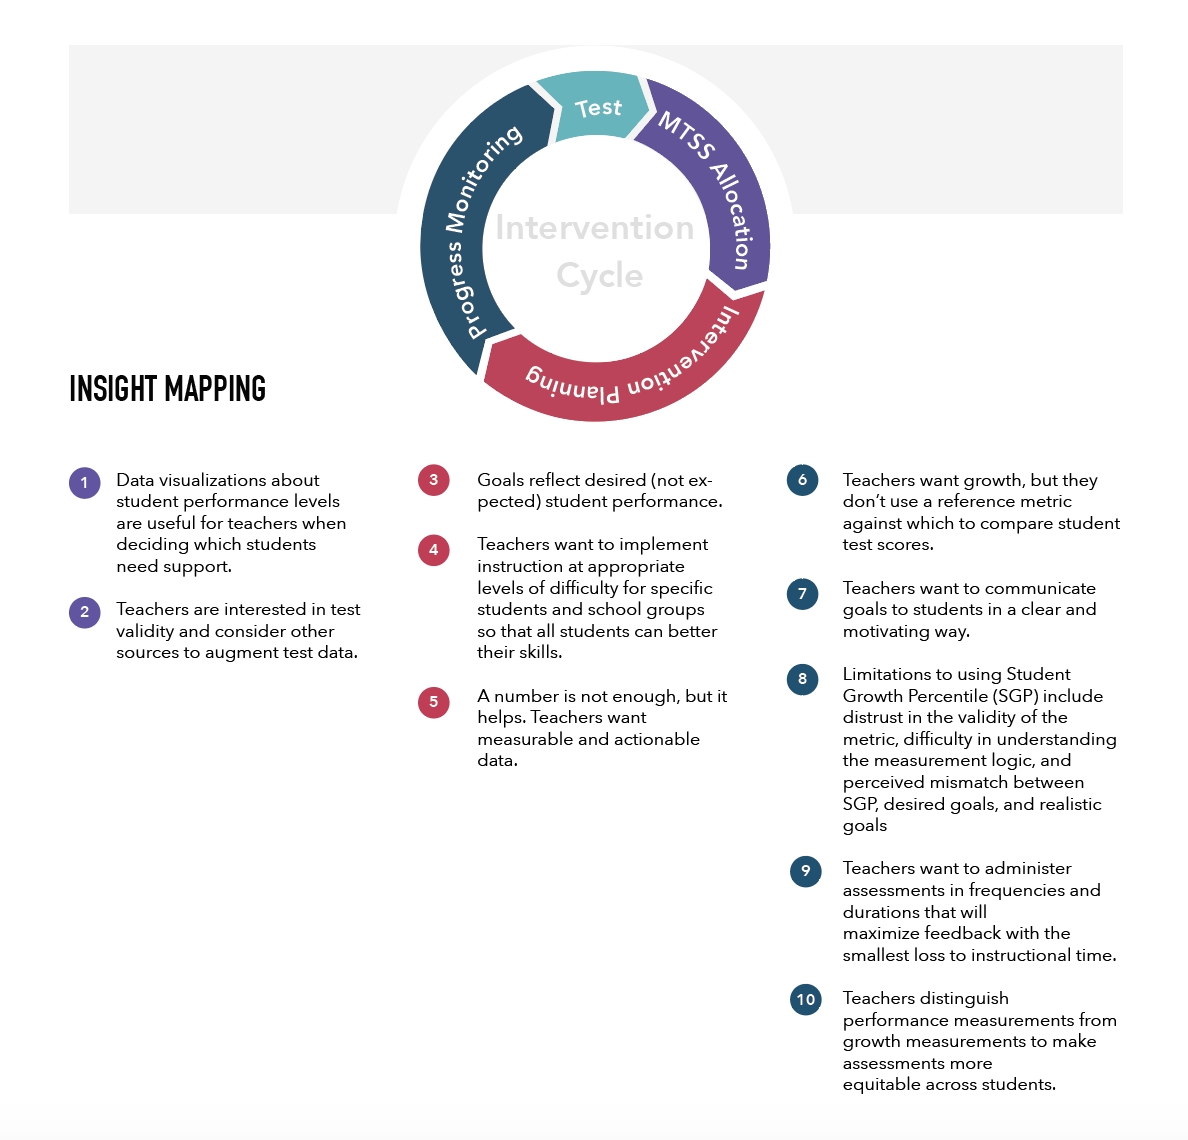 Test
MTSS Allocation
Intervention Planning
Progress Monitoring
Intervention
Cycle
INSIGHT MAPPING
1
Data visualizations about
student performance levels
are useful for teachers when
deciding which students
need support.
2
Teachers are interested in test
validity and consider other
sources to augment test data.
3
Goals reflect desired (not ex-
pected) student performance.
4
Teachers want to implement
instruction at appropriate
levels of difficulty for specific
students and school groups
so that all students can better
their skills.
5
A number is not enough, but it
helps. Teachers want
measurable and actionable
data.
6
Teachers want growth, but they
don’t use a reference metric
against which to compare student
test scores.
7
Teachers want to communicate
goals to students in a clear and
motivating way.
8
Limitations to using Student
Growth Percentile (SGP) include
distrust in the validity of the
metric, difficulty in understanding
the measurement logic, and
perceived mismatch between
SGP, desired goals, and realistic
goals
9
Teachers want to administer
assessments in frequencies and
durations that will
maximize feedback with the
smallest loss to instructional time.
10
Teachers distinguish
performance measurements from
growth measurements to make
assessments more
equitable across students.